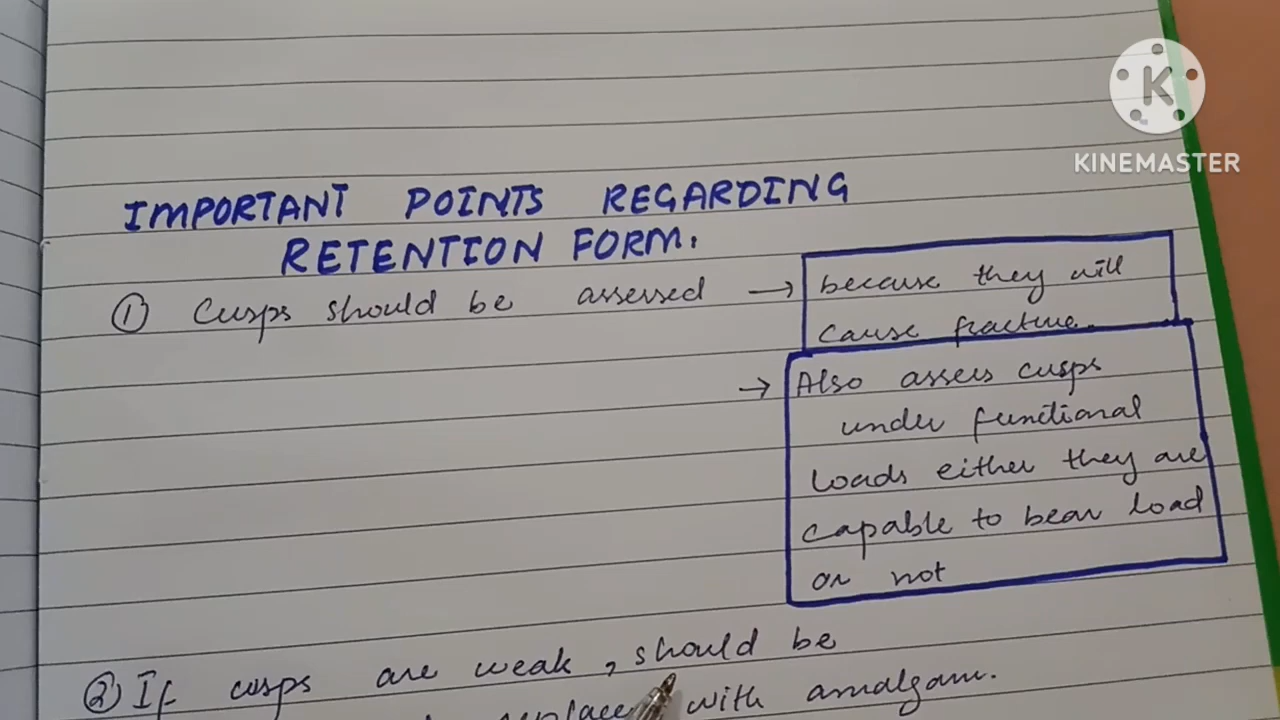 KINEMASTER
IMPORTANT POINTS REGARDING
RETENTION FORM.
① Cusps should be assessed → because they will
cause fracture.
→ Also assess cusps
under functional
loads either they are
capable to bear load
or not
② If cusps are weak, should be
replace with amalgam.